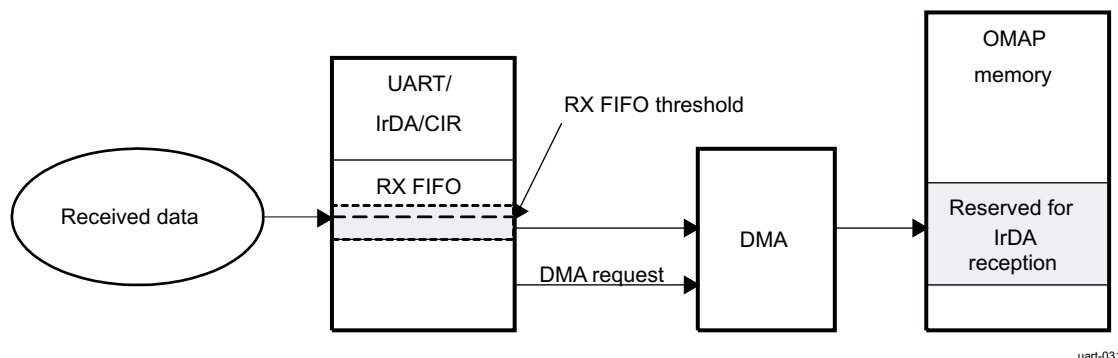 UART/
IrDA/CIR
RX FIFO
RX FIFO threshold
Received data
DMA
DMA request
OMAP
memory
Reserved for
IrDA
reception